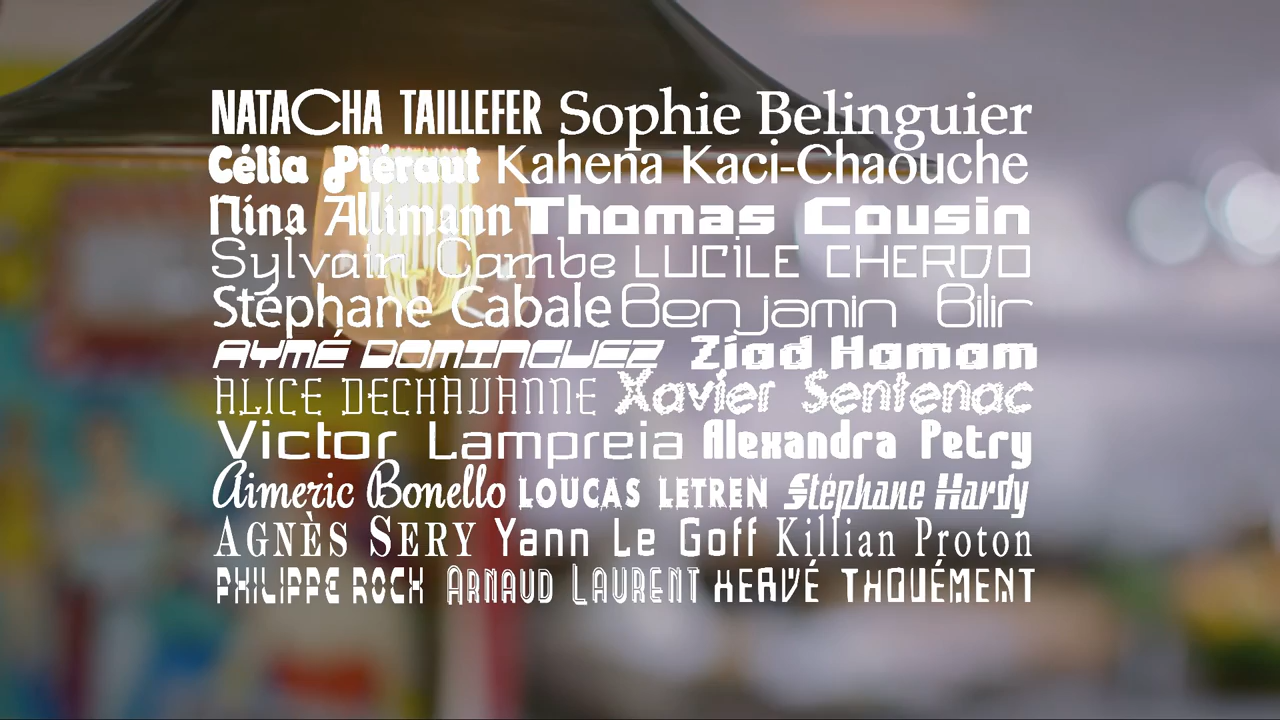 NATACHA TAILLEFER Sophie Belinguier
Célia Piéraut Kahena Kaci-Chaouche
Nina Allimann Thomas Cousin
Sylvain Combe LUCILE CHERDO
Stéphane Cabale Benjamin Bilir
AYMÉ DOMINGUEZ Ziad Hamam
ALICE DECHAVANNE Xavier Sentenac
Victor Lampreia Alexandra Petry
Aimeric Bonello LOUCAS LETREN Stéphane Hardy
AGNÈS SERY Yann Le Goff Killian Proton
PHILIPPE ROCH ARNAUD LAURENT HERVÉ THOUÉMENT